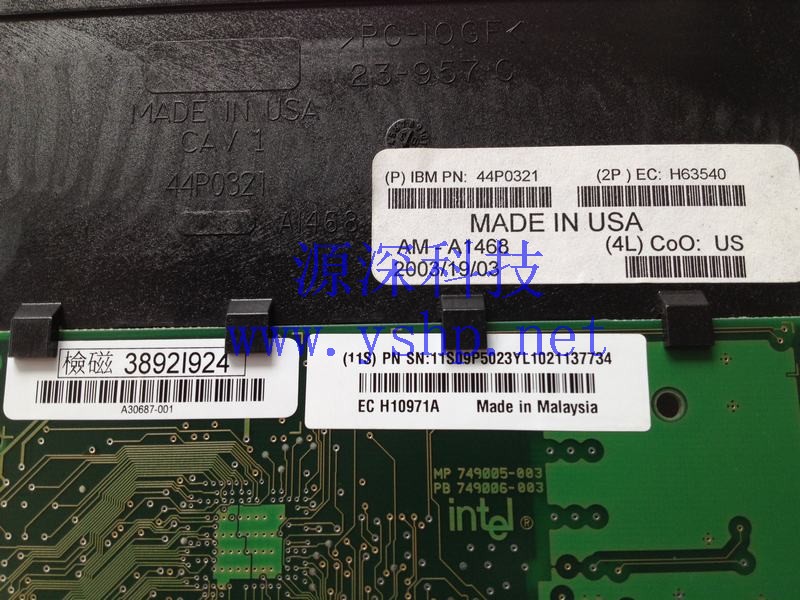 >PC-10GF<
23-957 C
MADE IN USA
CAV 1
44P0321
A1468
(P) IBM PN: 44P0321
(2P ) EC: H63540
MADE IN USA
AM- A1468
(4L) CoO: US
2003/19/03
源深科技
www.yshp.net
檢磁 3892I924
A30687-001
(11S) PN SN:11S09P5023YL1021137734
EC H10971A Made in Malaysia
MP 749005-003
PB 749006-003
intel®